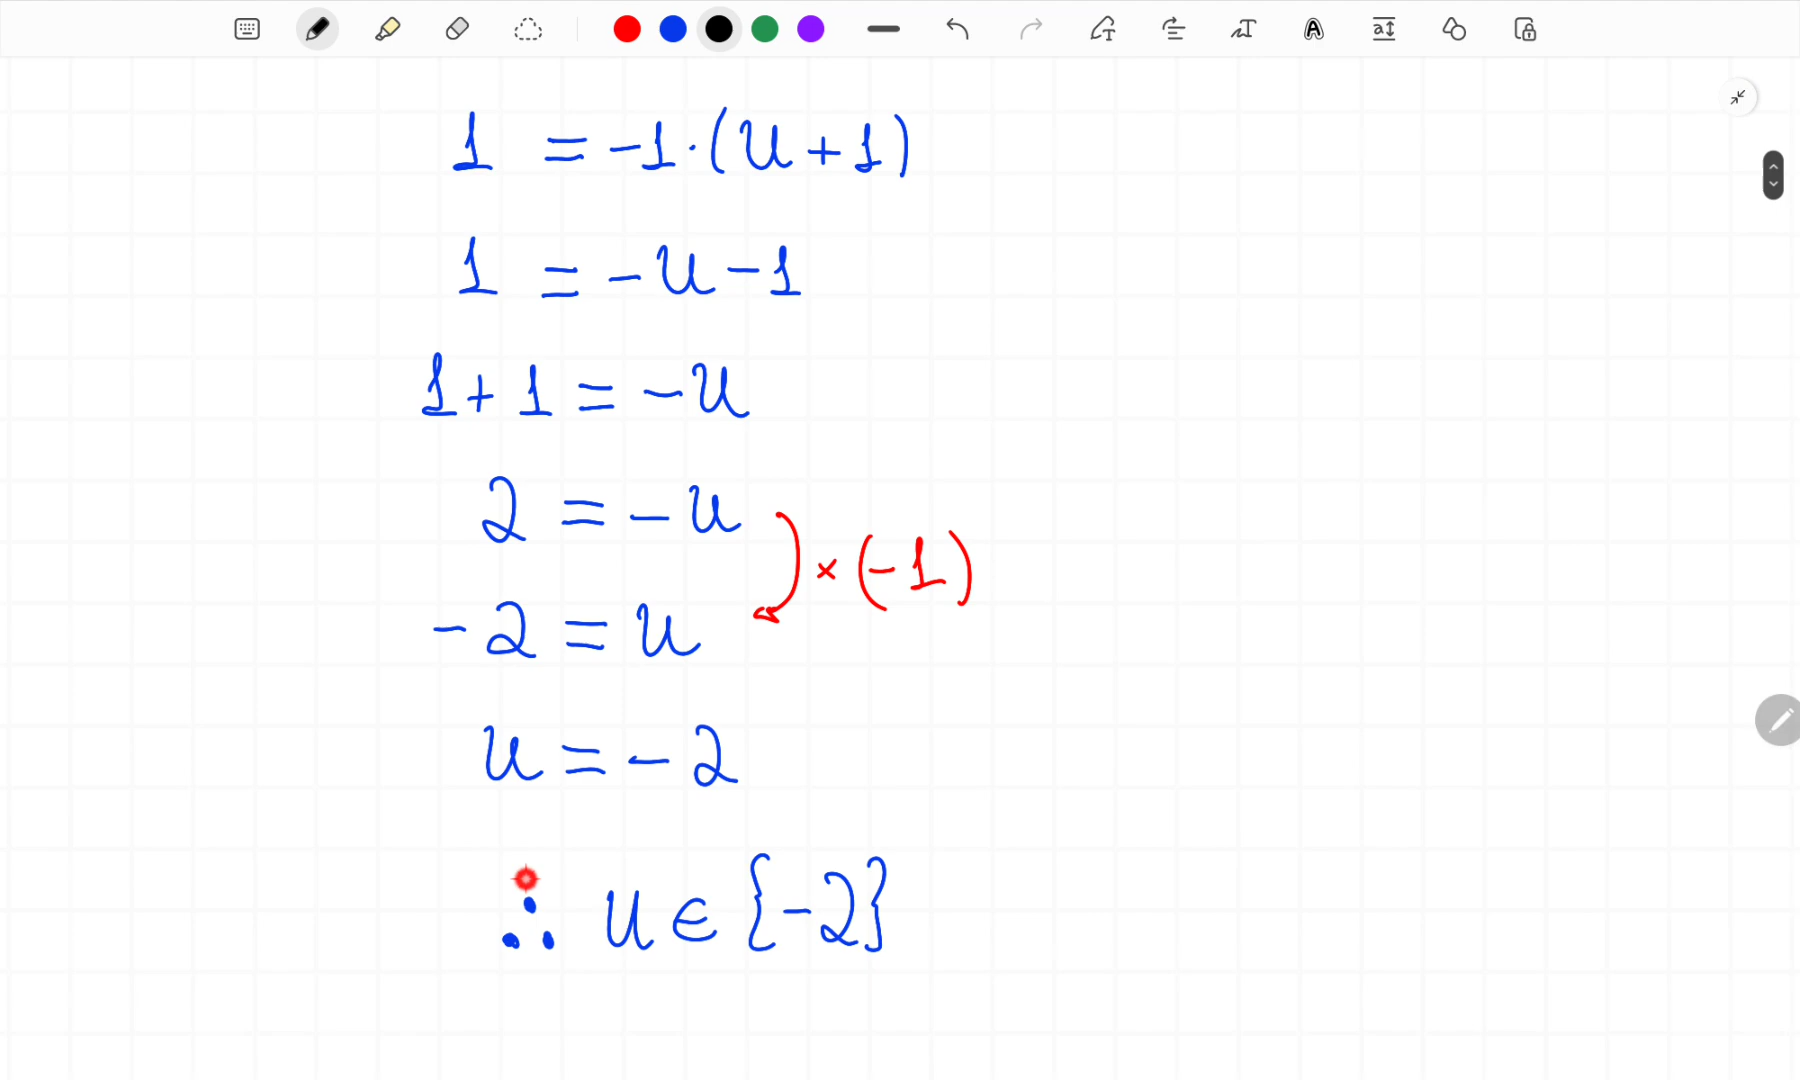 1 = -1·(u+1)
1 = -u-1
1+1 = -u
2 = -u
×(-1)
-2 = u
u = -2
∴ u ∈ {-2}